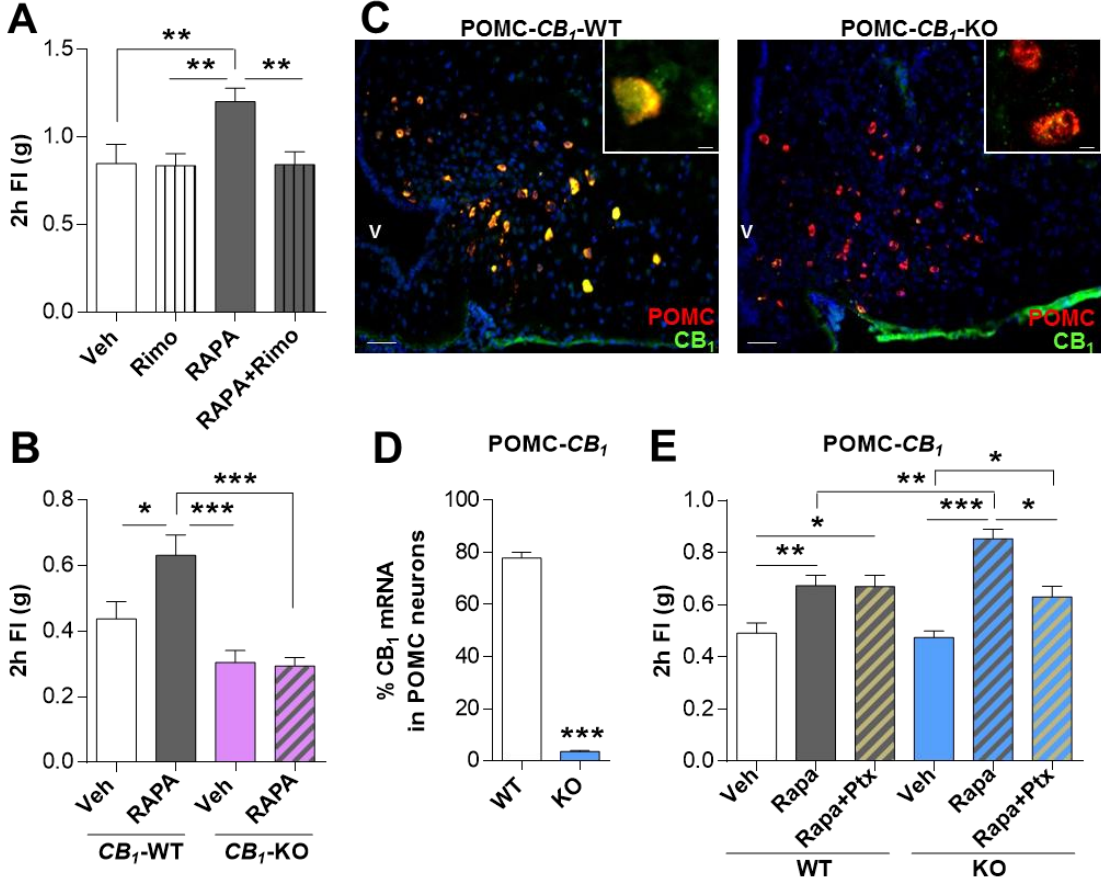 A
2h FI (g)
1.5
1.0
0.5
0.0
**
** **
Veh
Rimo
RAPA
RAPA+Rimo
C
POMC-CB₁-WT
POMC-CB₁-KO
V
POMC
CB₁
V
POMC
CB₁
B
2h FI (g)
0.8
0.6
0.4
0.2
0.0
***
* ***
Veh
RAPA
Veh
RAPA
CB₁-WT
CB₁-KO
D
POMC-CB₁
% CB₁ mRNA
in POMC neurons
100
80
60
40
20
0
***
WT
KO
E
POMC-CB₁
2h FI (g)
1.0
0.8
0.6
0.4
0.2
0.0
*
**
* *** *
**
Veh
Rapa
Rapa+Ptx
Veh
Rapa
Rapa+Ptx
WT
KO